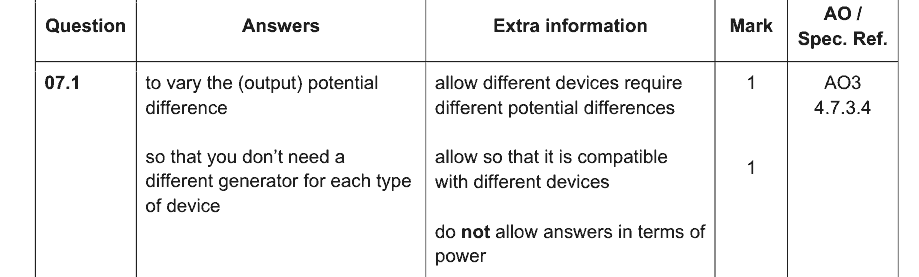 Question Answers Extra information Mark AO /
Spec. Ref.
07.1 to vary the (output) potential allow different devices require 1 AO3
difference different potential differences 4.7.3.4
so that you don't need a allow so that it is compatible
different generator for each type with different devices 1
of device
do not allow answers in terms of
power